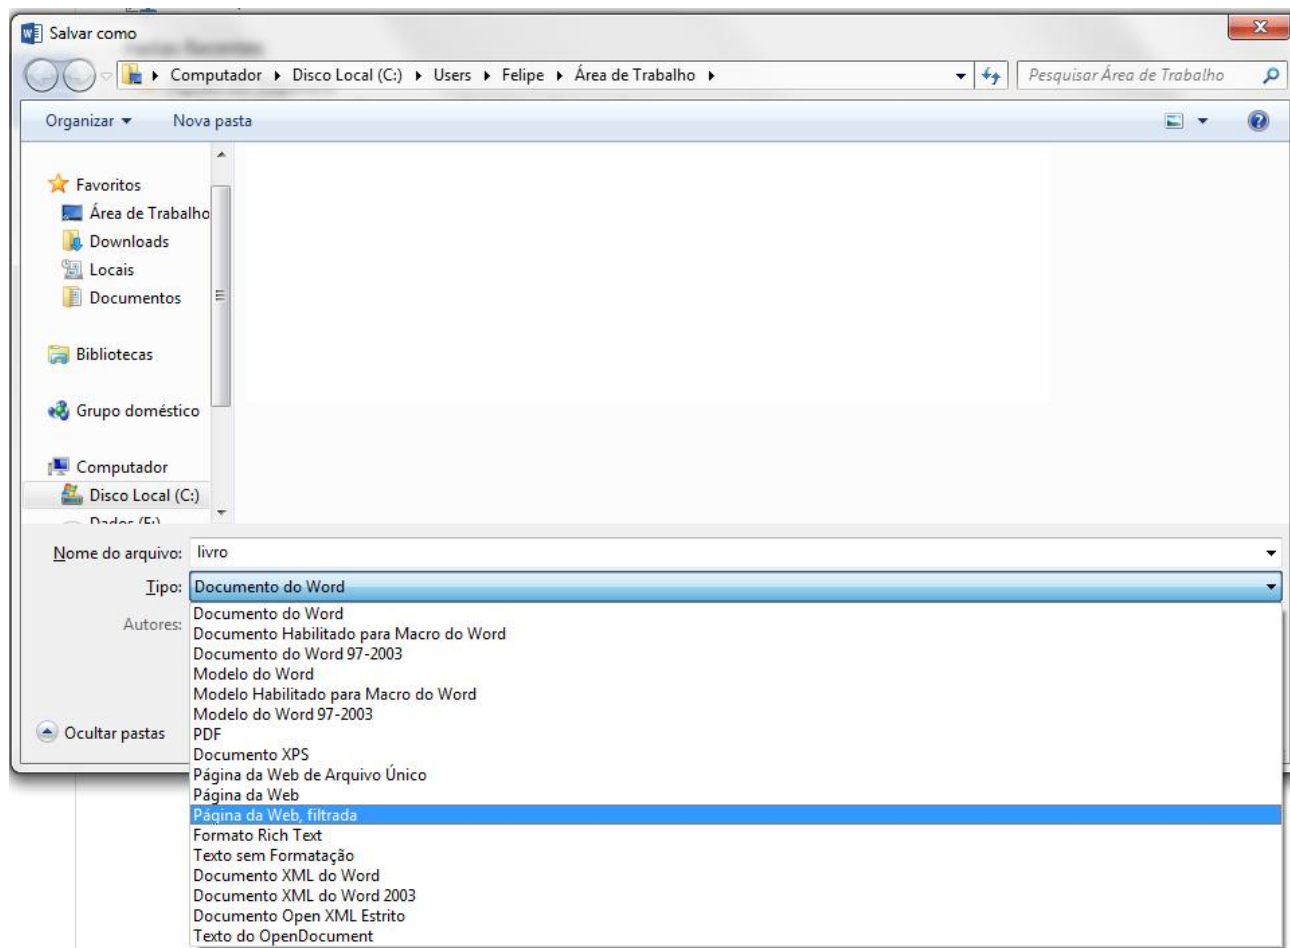 Salvar como
Computador Disco Local (C:) Users Felipe Área de Trabalho Pesquisar Área de Trabalho
Organizar Nova pasta
Favoritos
Área de Trabalho
Downloads
Locais
Documentos
Bibliotecas
Grupo doméstico
Computador
Disco Local (C:)
Dados (E:)
Nome do arquivo: livro
Tipo: Documento do Word
Autores:
Documento do Word
Documento Habilitado para Macro do Word
Documento do Word 97-2003
Modelo do Word
Modelo Habilitado para Macro do Word
Modelo do Word 97-2003
Ocultar pastas
PDF
Documento XPS
Página da Web de Arquivo Único
Página da Web
Página da Web, filtrada
Formato Rich Text
Texto sem Formatação
Documento XML do Word
Documento XML do Word 2003
Documento Open XML Estrito
Texto do OpenDocument